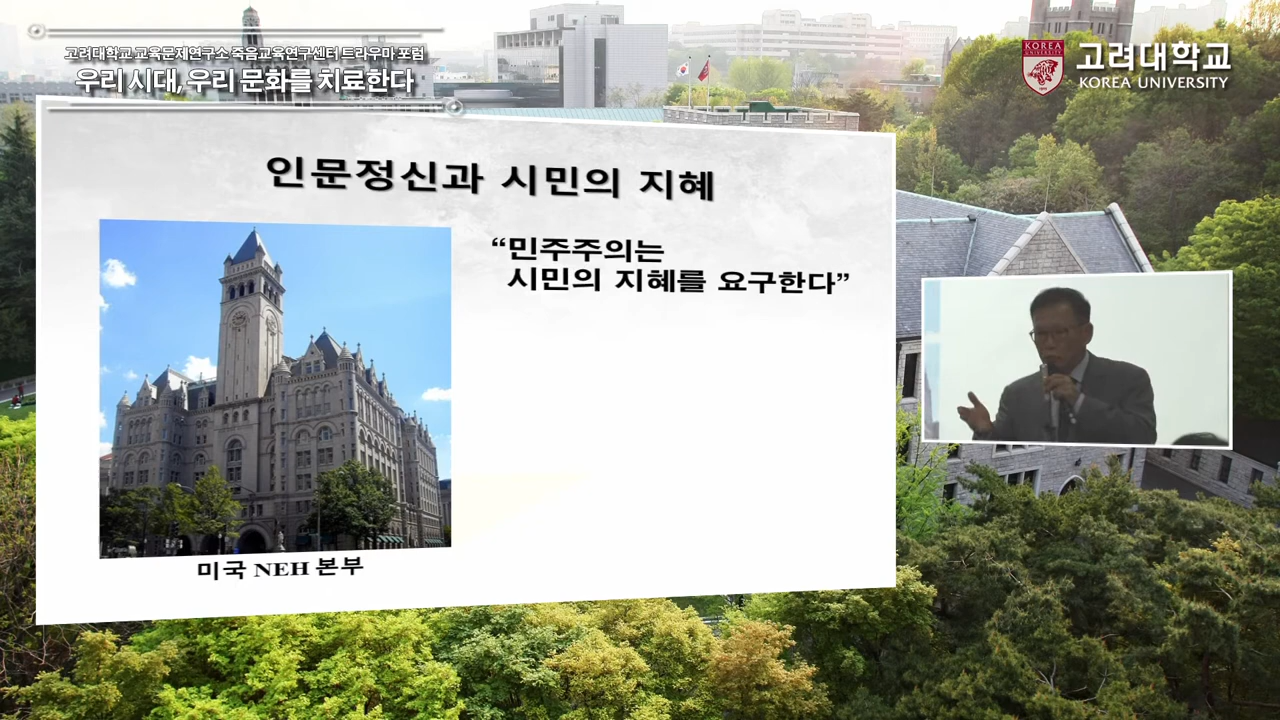 고려대학교 교육문제연구소 죽음교육연구센터 트라우마 포럼
우리 시대, 우리 문화를 치료한다
KOREA
UNIVERSITY
고려대학교
KOREA UNIVERSITY
인문정신과 시민의 지혜
“민주주의는
시민의 지혜를 요구한다”
미국 NEH 본부